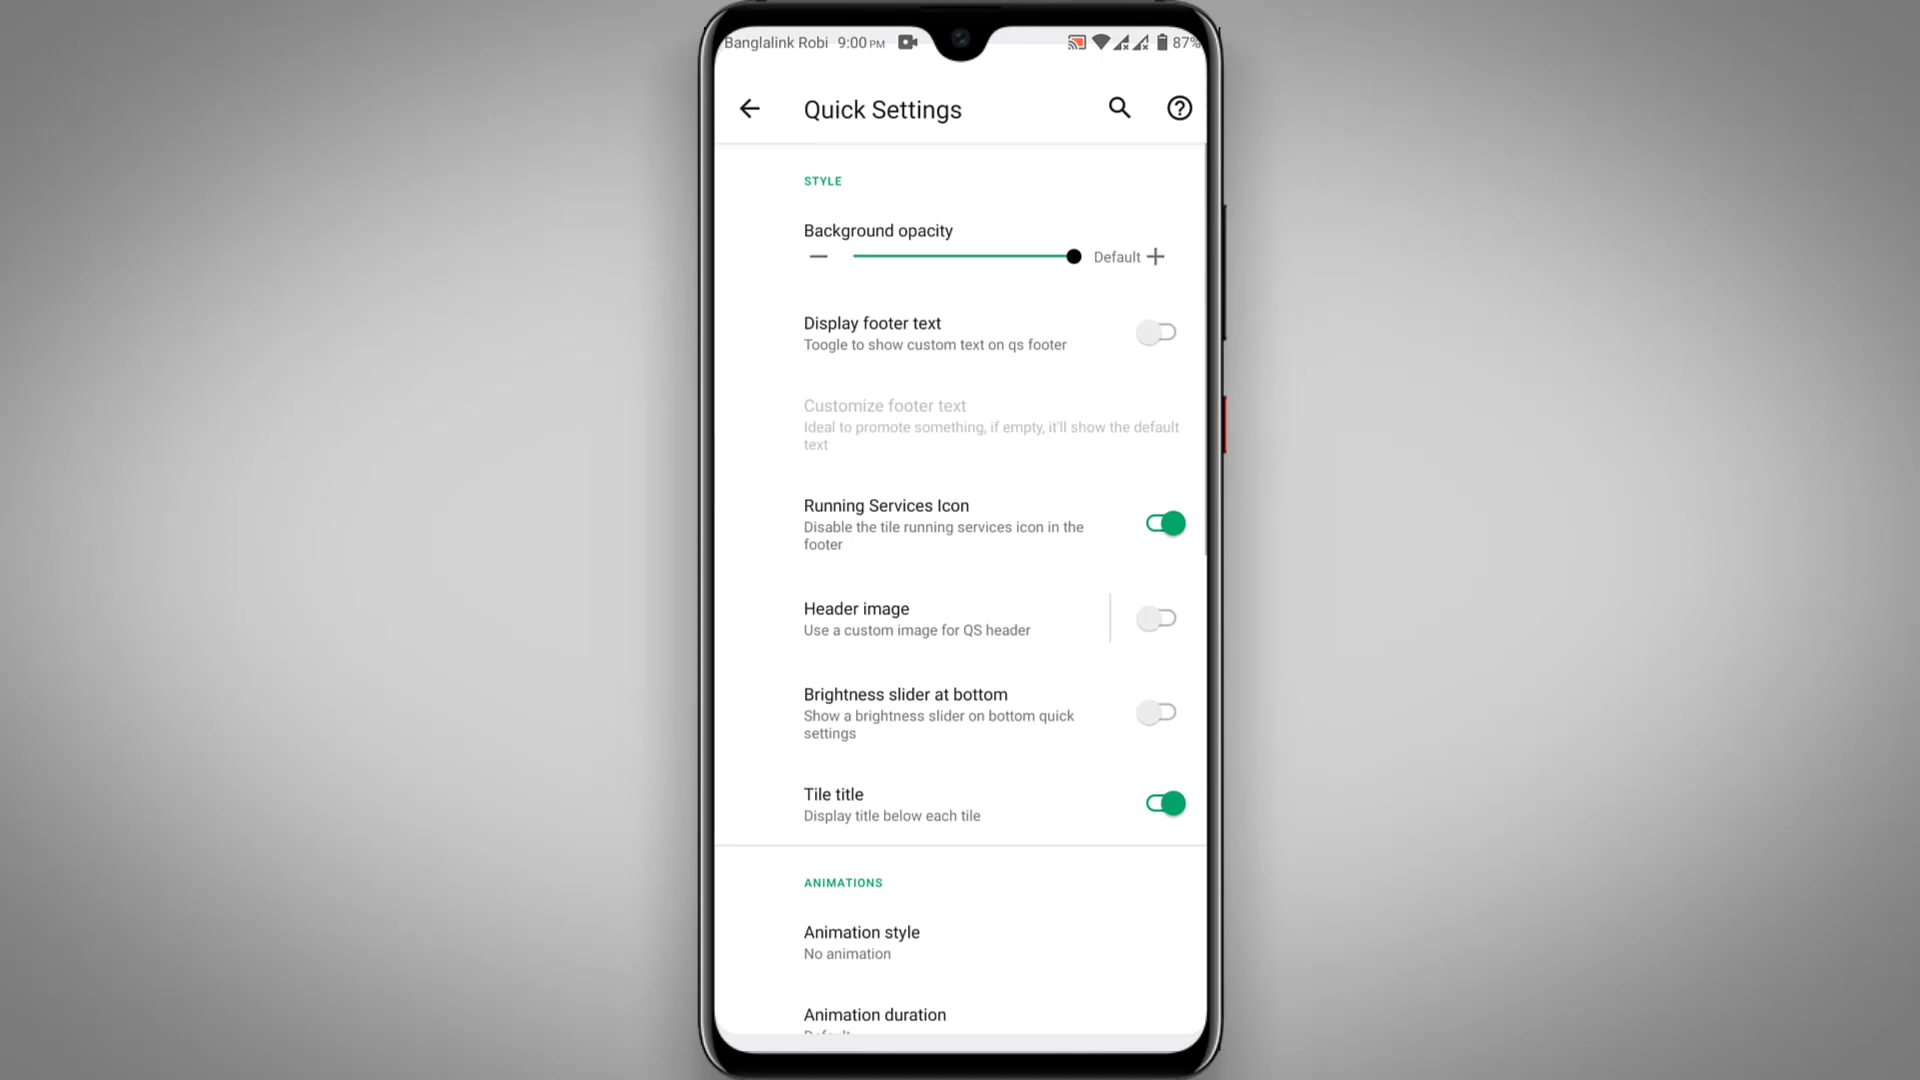 Banglalink Robi 9:00 PM 87%
Quick Settings
STYLE
Background opacity
Default
Display footer text
Toogle to show custom text on qs footer
Customize footer text
Ideal to promote something, if empty, it'll show the default
text
Running Services Icon
Disable the tile running services icon in the
footer
Header image
Use a custom image for QS header
Brightness slider at bottom
Show a brightness slider on bottom quick
settings
Tile title
Display title below each tile
ANIMATIONS
Animation style
No animation
Animation duration